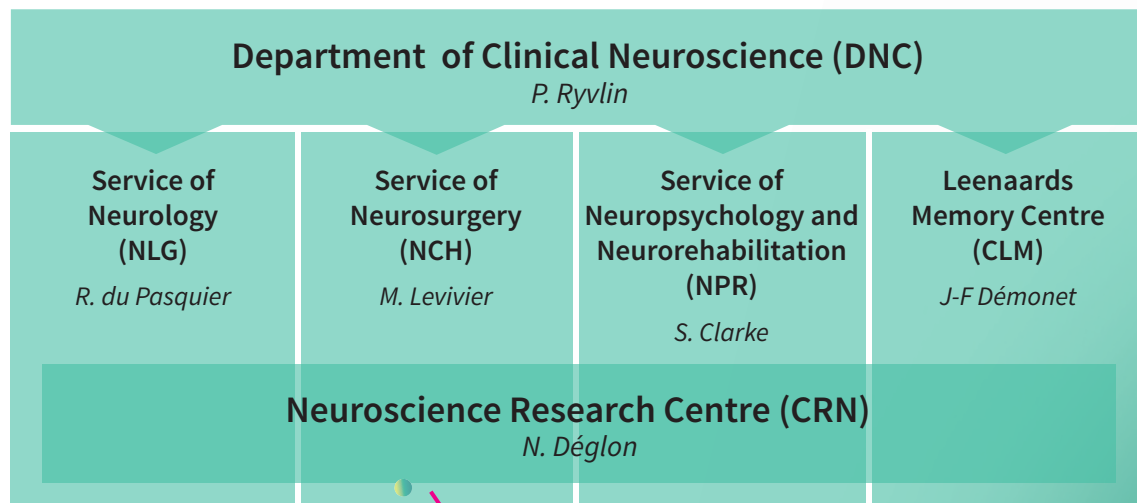 Department of Clinical Neuroscience (DNC)
P. Ryvlin
Service of
Neurology
(NLG)
R. du Pasquier
Service of
Neurosurgery
(NCH)
M. Levivier
Service of
Neuropsychology and
Neurorehabilitation
(NPR)
S. Clarke
Leenaards
Memory Centre
(CLM)
J-F Démonet
Neuroscience Research Centre (CRN)
N. Déglon